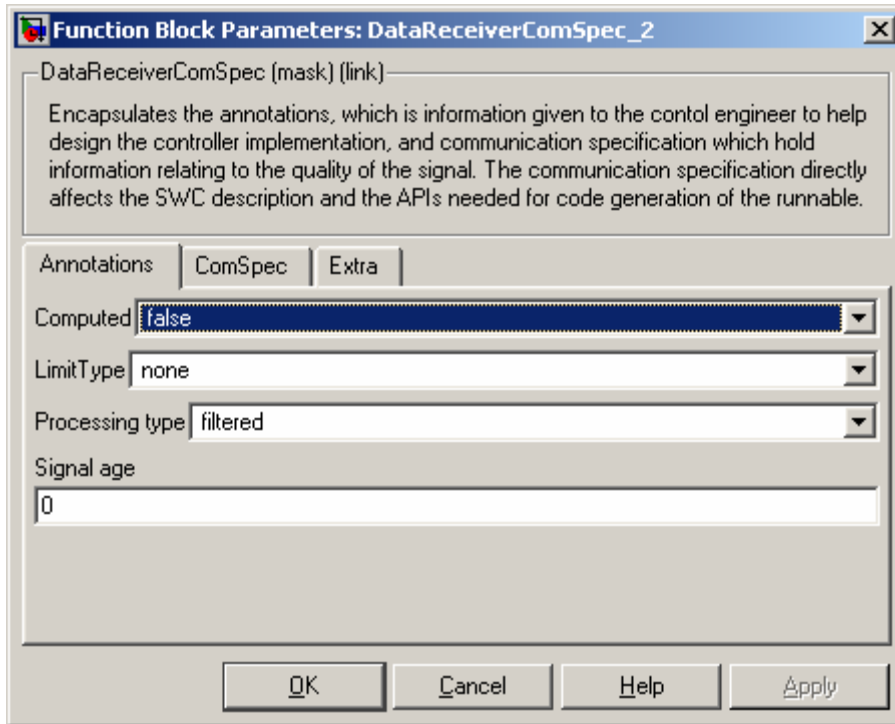 Function Block Parameters: DataReceiverComSpec_2
DataReceiverComSpec (mask) (link)
Encapsulates the annotations, which is information given to the contol engineer to help
design the controller implementation, and communication specification which hold
information relating to the quality of the signal. The communication specification directly
affects the SWC description and the APIs needed for code generation of the runnable.
Annotations ComSpec Extra
Computed false
LimitType none
Processing type filtered
Signal age
0
OK Cancel Help Apply